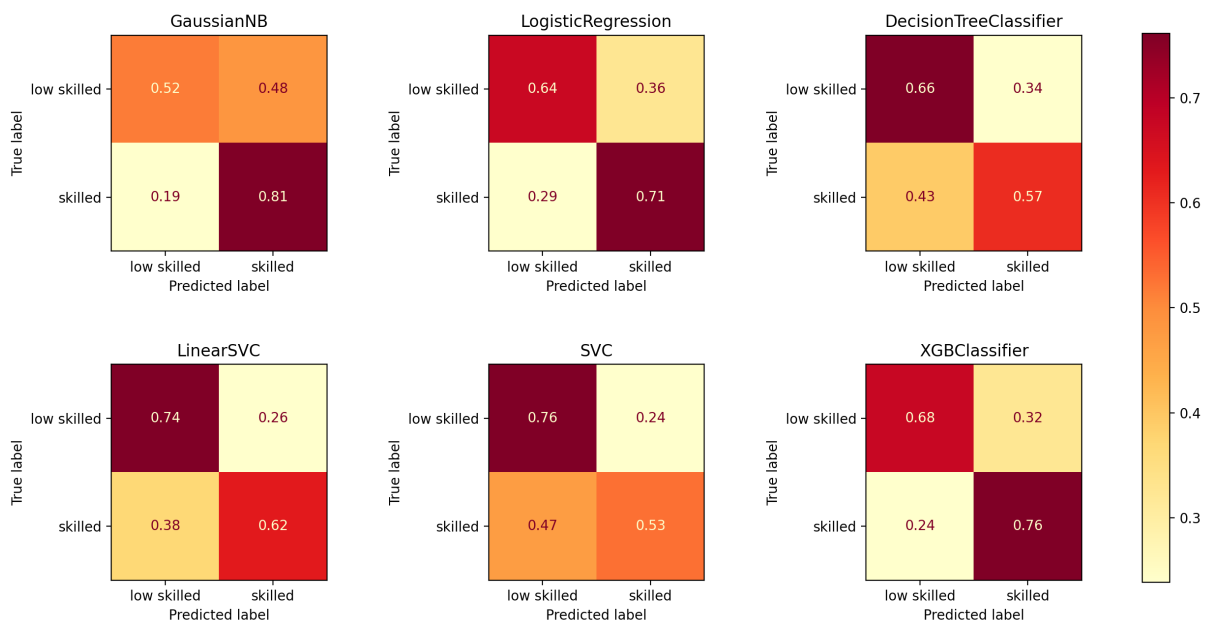 GaussianNB
low skilled
skilled
True label
0.52
0.48
0.19
0.81
low skilled
skilled
Predicted label
LogisticRegression
True label
0.64
0.36
0.29
0.71
low skilled
skilled
Predicted label
low skilled
skilled
DecisionTreeClassifier
low skilled
skilled
True label
0.66
0.34
0.43
0.57
low skilled
skilled
Predicted label
LinearSVC
low skilled
skilled
True label
0.74
0.26
0.38
0.62
low skilled
skilled
Predicted label
SVC
low skilled
skilled
True label
0.76
0.24
0.47
0.53
low skilled
skilled
Predicted label
XGBClassifier
low skilled
skilled
True label
0.68
0.32
0.24
0.76
low skilled
skilled
Predicted label
0.7
0.6
0.5
0.4
0.3